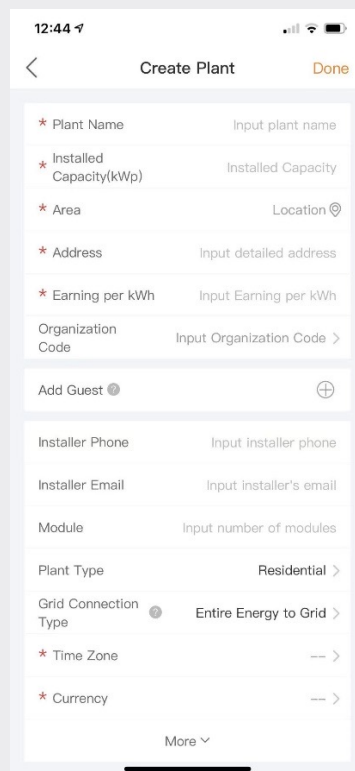 12:44
Create Plant
Done
* Plant Name Input plant name
* Installed Capacity(kWp) Installed Capacity
* Area Location
* Address Input detailed address
* Earning per kWh Input Earning per kWh
Organization Code Input Organization Code >
Add Guest ?
Installer Phone Input installer phone
Installer Email Input installer's email
Module Input number of modules
Plant Type Residential >
Grid Connection Type ? Entire Energy to Grid >
* Time Zone -- >
* Currency -- >
More